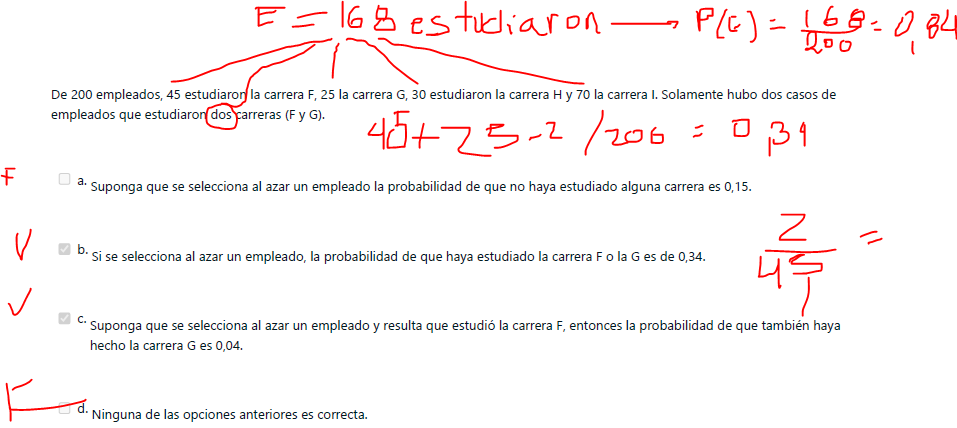 E = 168 estudiaron → P(G) = 168/200 = 0,84
De 200 empleados, 45 estudiaron la carrera F, 25 la carrera G, 30 estudiaron la carrera H y 70 la carrera I. Solamente hubo dos casos de
empleados que estudiaron dos carreras (F y G).
45+25-2/200 = 0,34
F
a. Suponga que se selecciona al azar un empleado la probabilidad de que no haya estudiado alguna carrera es 0,15.
V
b. Si se selecciona al azar un empleado, la probabilidad de que haya estudiado la carrera F o la G es de 0,34.
2/45 =
V
c. Suponga que se selecciona al azar un empleado y resulta que estudió la carrera F, entonces la probabilidad de que también haya
hecho la carrera G es 0,04.
F
d. Ninguna de las opciones anteriores es correcta.